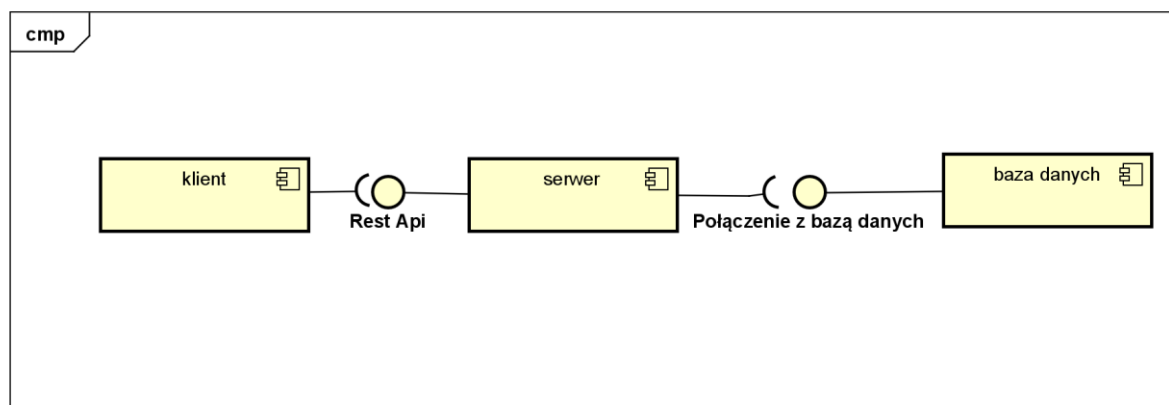 cmp
klient
serwer
baza danych
Rest Api
Połączenie z bazą danych